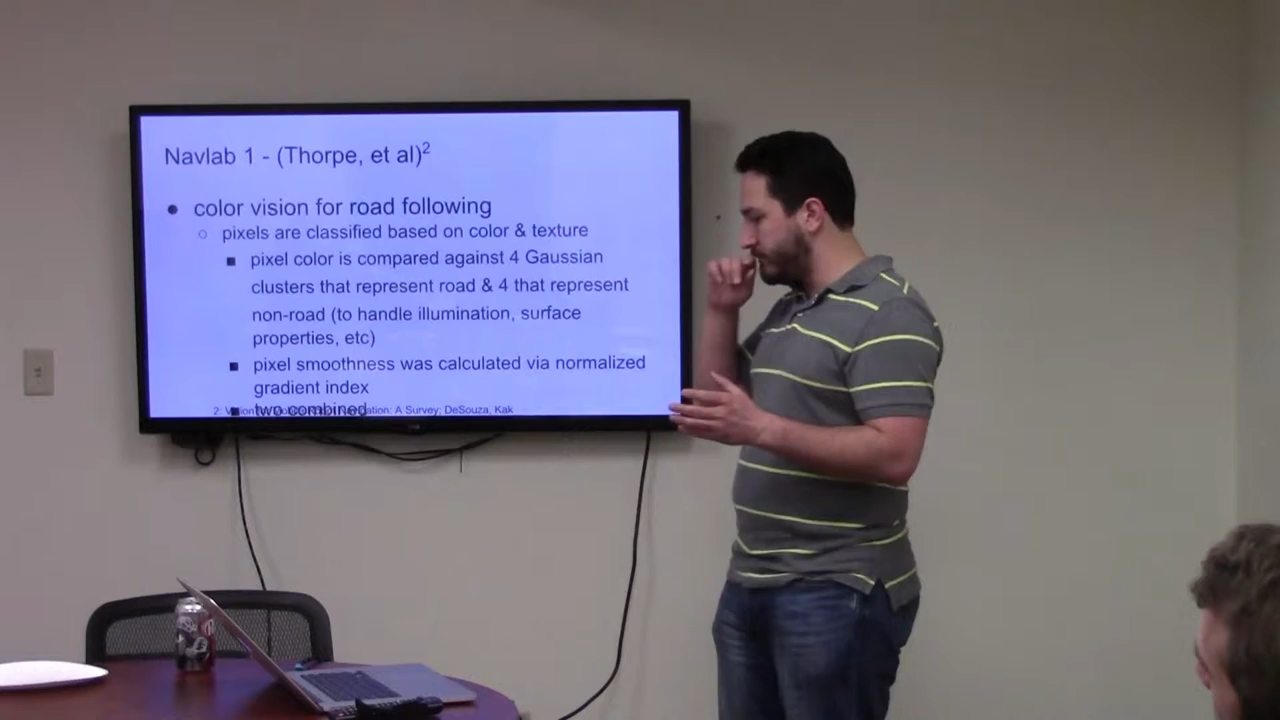 Navlab 1 - (Thorpe, et al)2
● color vision for road following
○ pixels are classified based on color & texture
■ pixel color is compared against 4 Gaussian
clusters that represent road & 4 that represent
non-road (to handle illumination, surface
properties, etc)
■ pixel smoothness was calculated via normalized
gradient index
■ two combined
2: A Survey; DeSouza, Kak